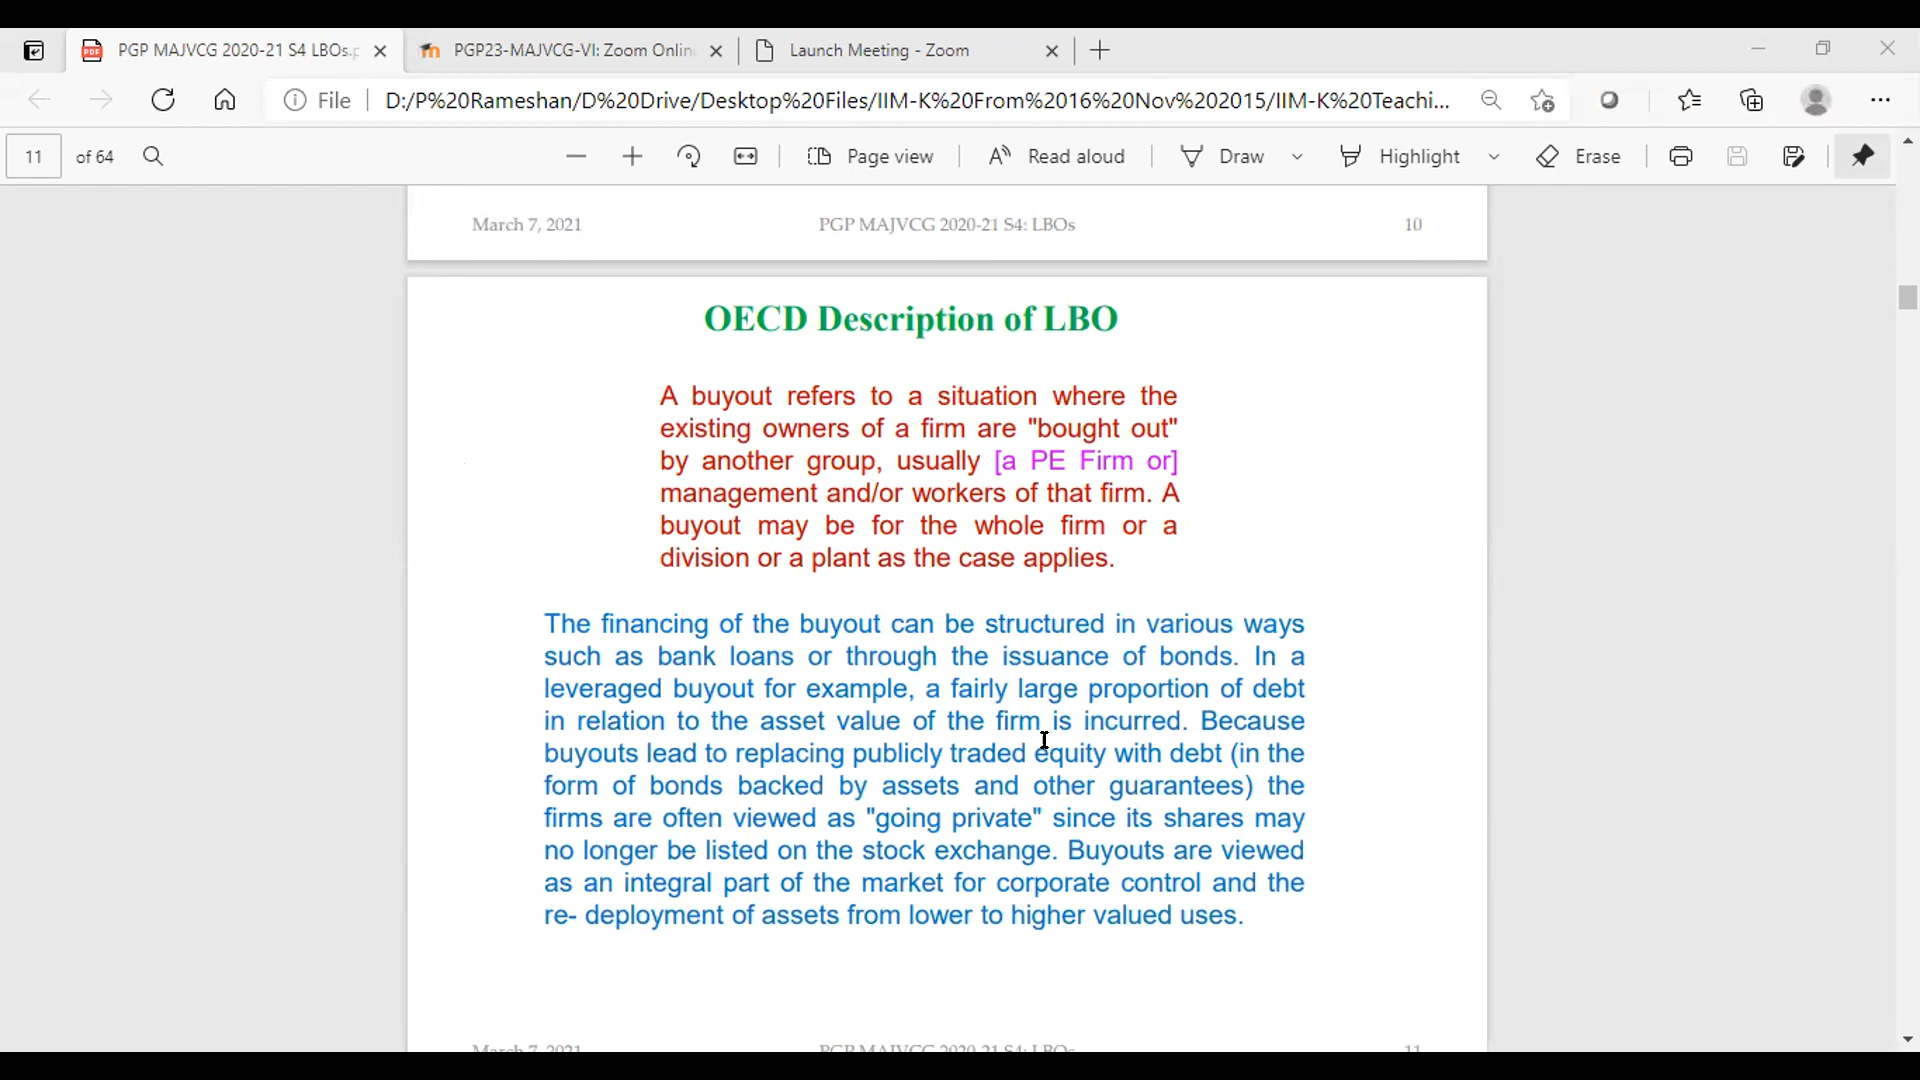 PGP MAJVCG 2020-21 S4 LBOs.p
PGP23-MAJVCG-VI: Zoom Onlin
Launch Meeting - Zoom
File
D:/P%20Rameshan/D%20Drive/Desktop%20Files/IIM-K%20From%2016%20Nov%202015/IIM-K%20Teachi...
11 of 64
Page view
Read aloud
Draw
Highlight
Erase
March 7, 2021 PGP MAJVCG 2020-21 S4: LBOs 10
OECD Description of LBO
A buyout refers to a situation where the
existing owners of a firm are "bought out"
by another group, usually [a PE Firm or]
management and/or workers of that firm. A
buyout may be for the whole firm or a
division or a plant as the case applies.
The financing of the buyout can be structured in various ways
such as bank loans or through the issuance of bonds. In a
leveraged buyout for example, a fairly large proportion of debt
in relation to the asset value of the firm is incurred. Because
buyouts lead to replacing publicly traded equity with debt (in the
form of bonds backed by assets and other guarantees) the
firms are often viewed as "going private" since its shares may
no longer be listed on the stock exchange. Buyouts are viewed
as an integral part of the market for corporate control and the
re- deployment of assets from lower to higher valued uses.
March 7, 2021 PGP MAJVCG 2020-21 S4: LBOs 11